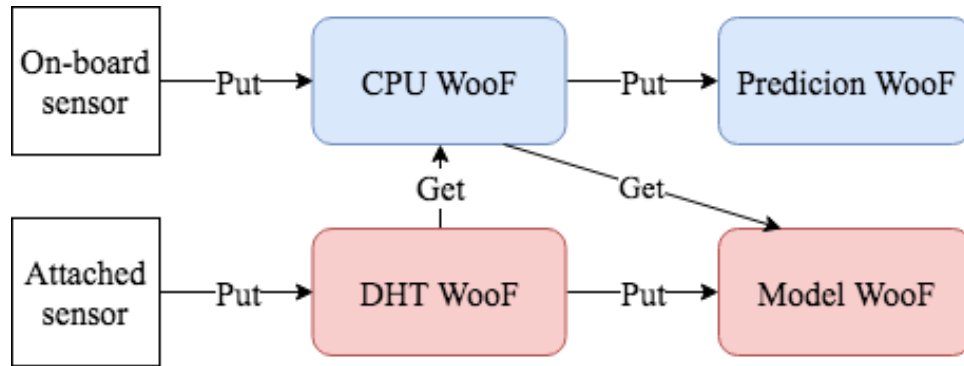 On-board
sensor
Put
CPU WooF
Put
Predicion WooF
Get
Get
Attached
sensor
Put
DHT WooF
Put
Model WooF